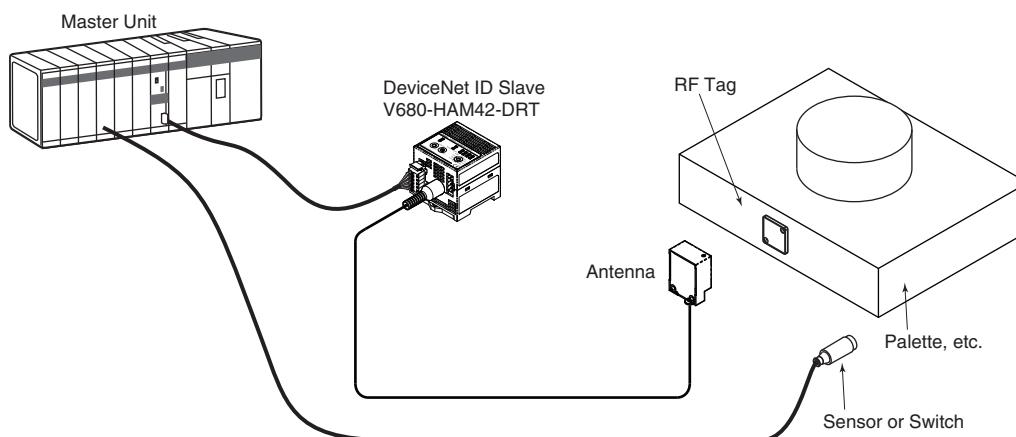 Master Unit
DeviceNet ID Slave
V680-HAM42-DRT
RF Tag
Antenna
Palette, etc.
Sensor or Switch